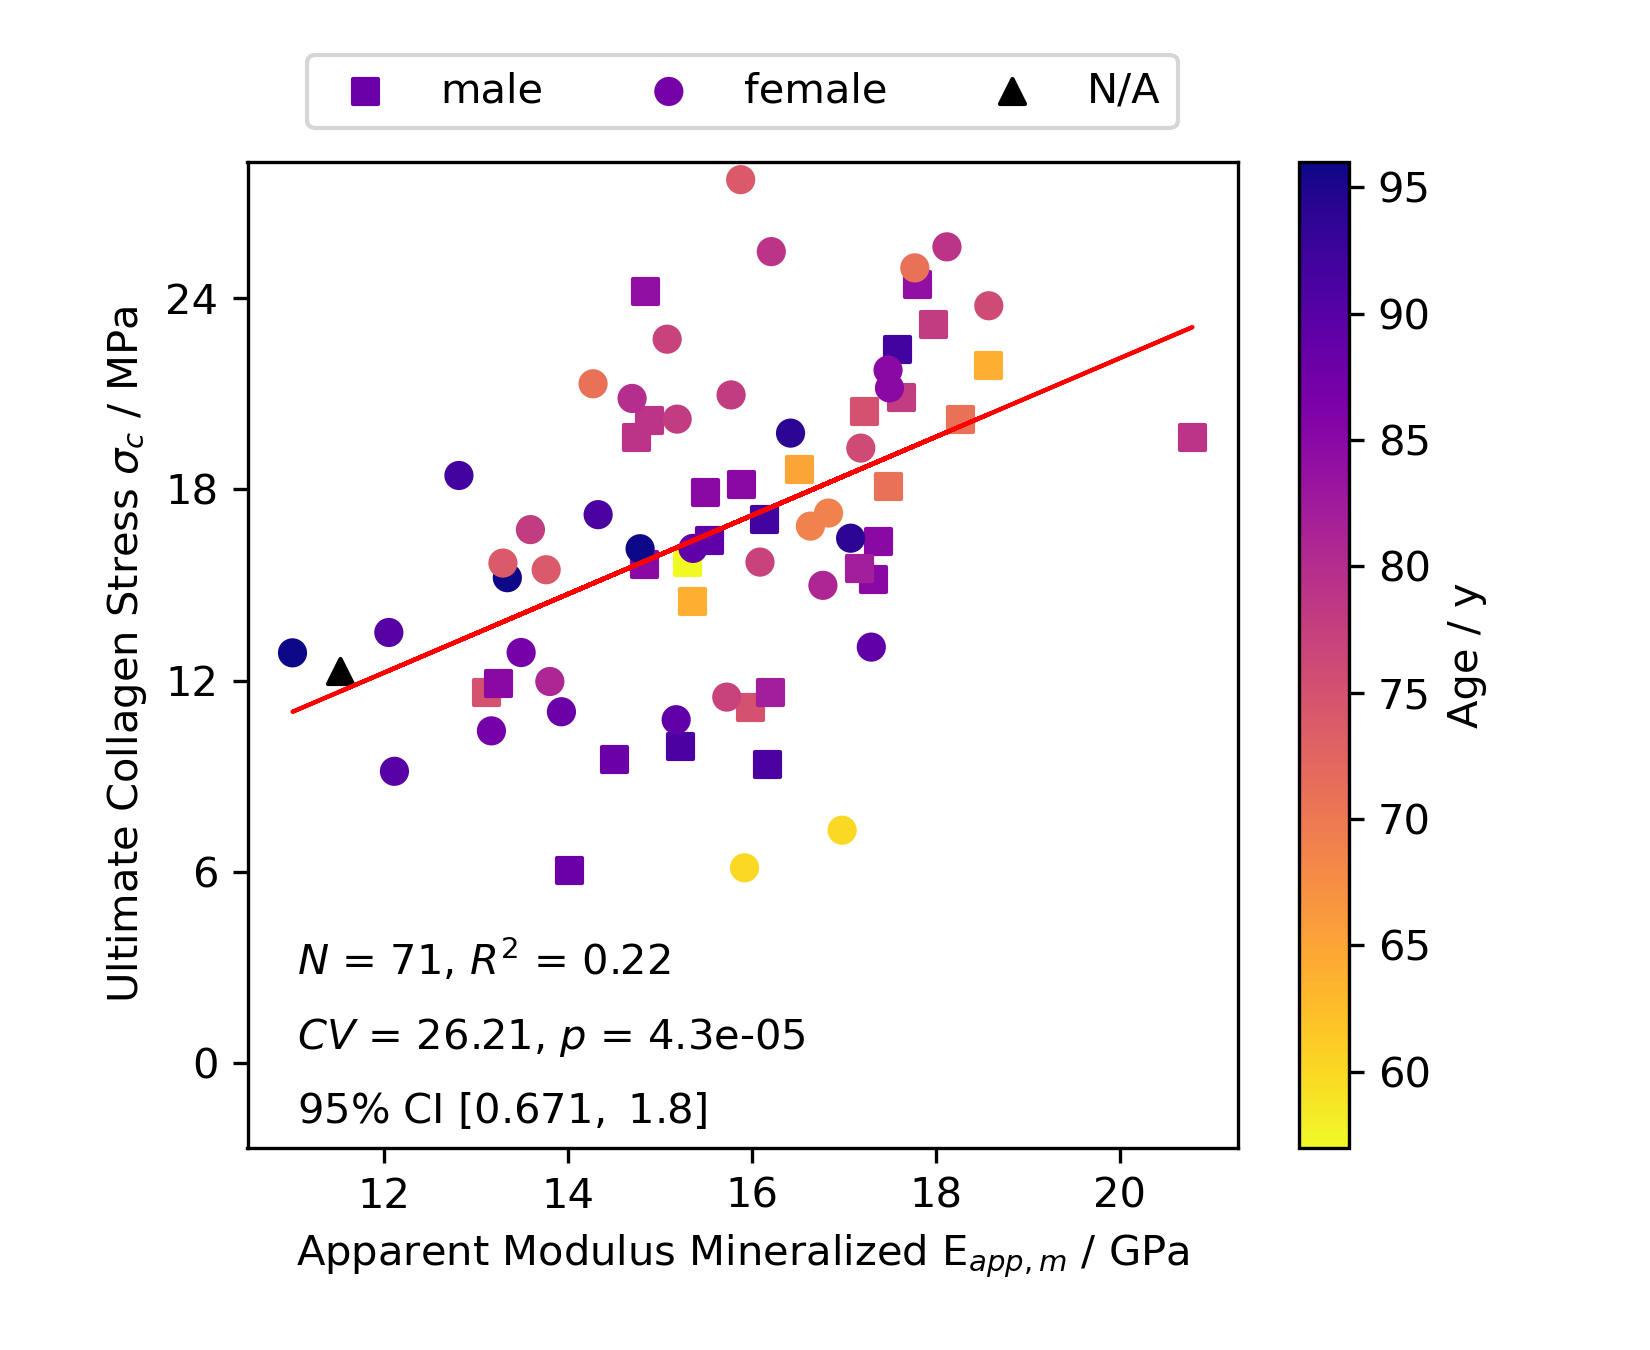 male female N/A
24
18
12
6
0
Ultimate Collagen Stress σc / MPa
N = 71, R² = 0.22
CV = 26.21, p = 4.3e-05
95% CI [0.671, 1.8]
12 14 16 18 20
Apparent Modulus Mineralized Eapp,m / GPa
95
90
85
80
75
70
65
60
Age / y